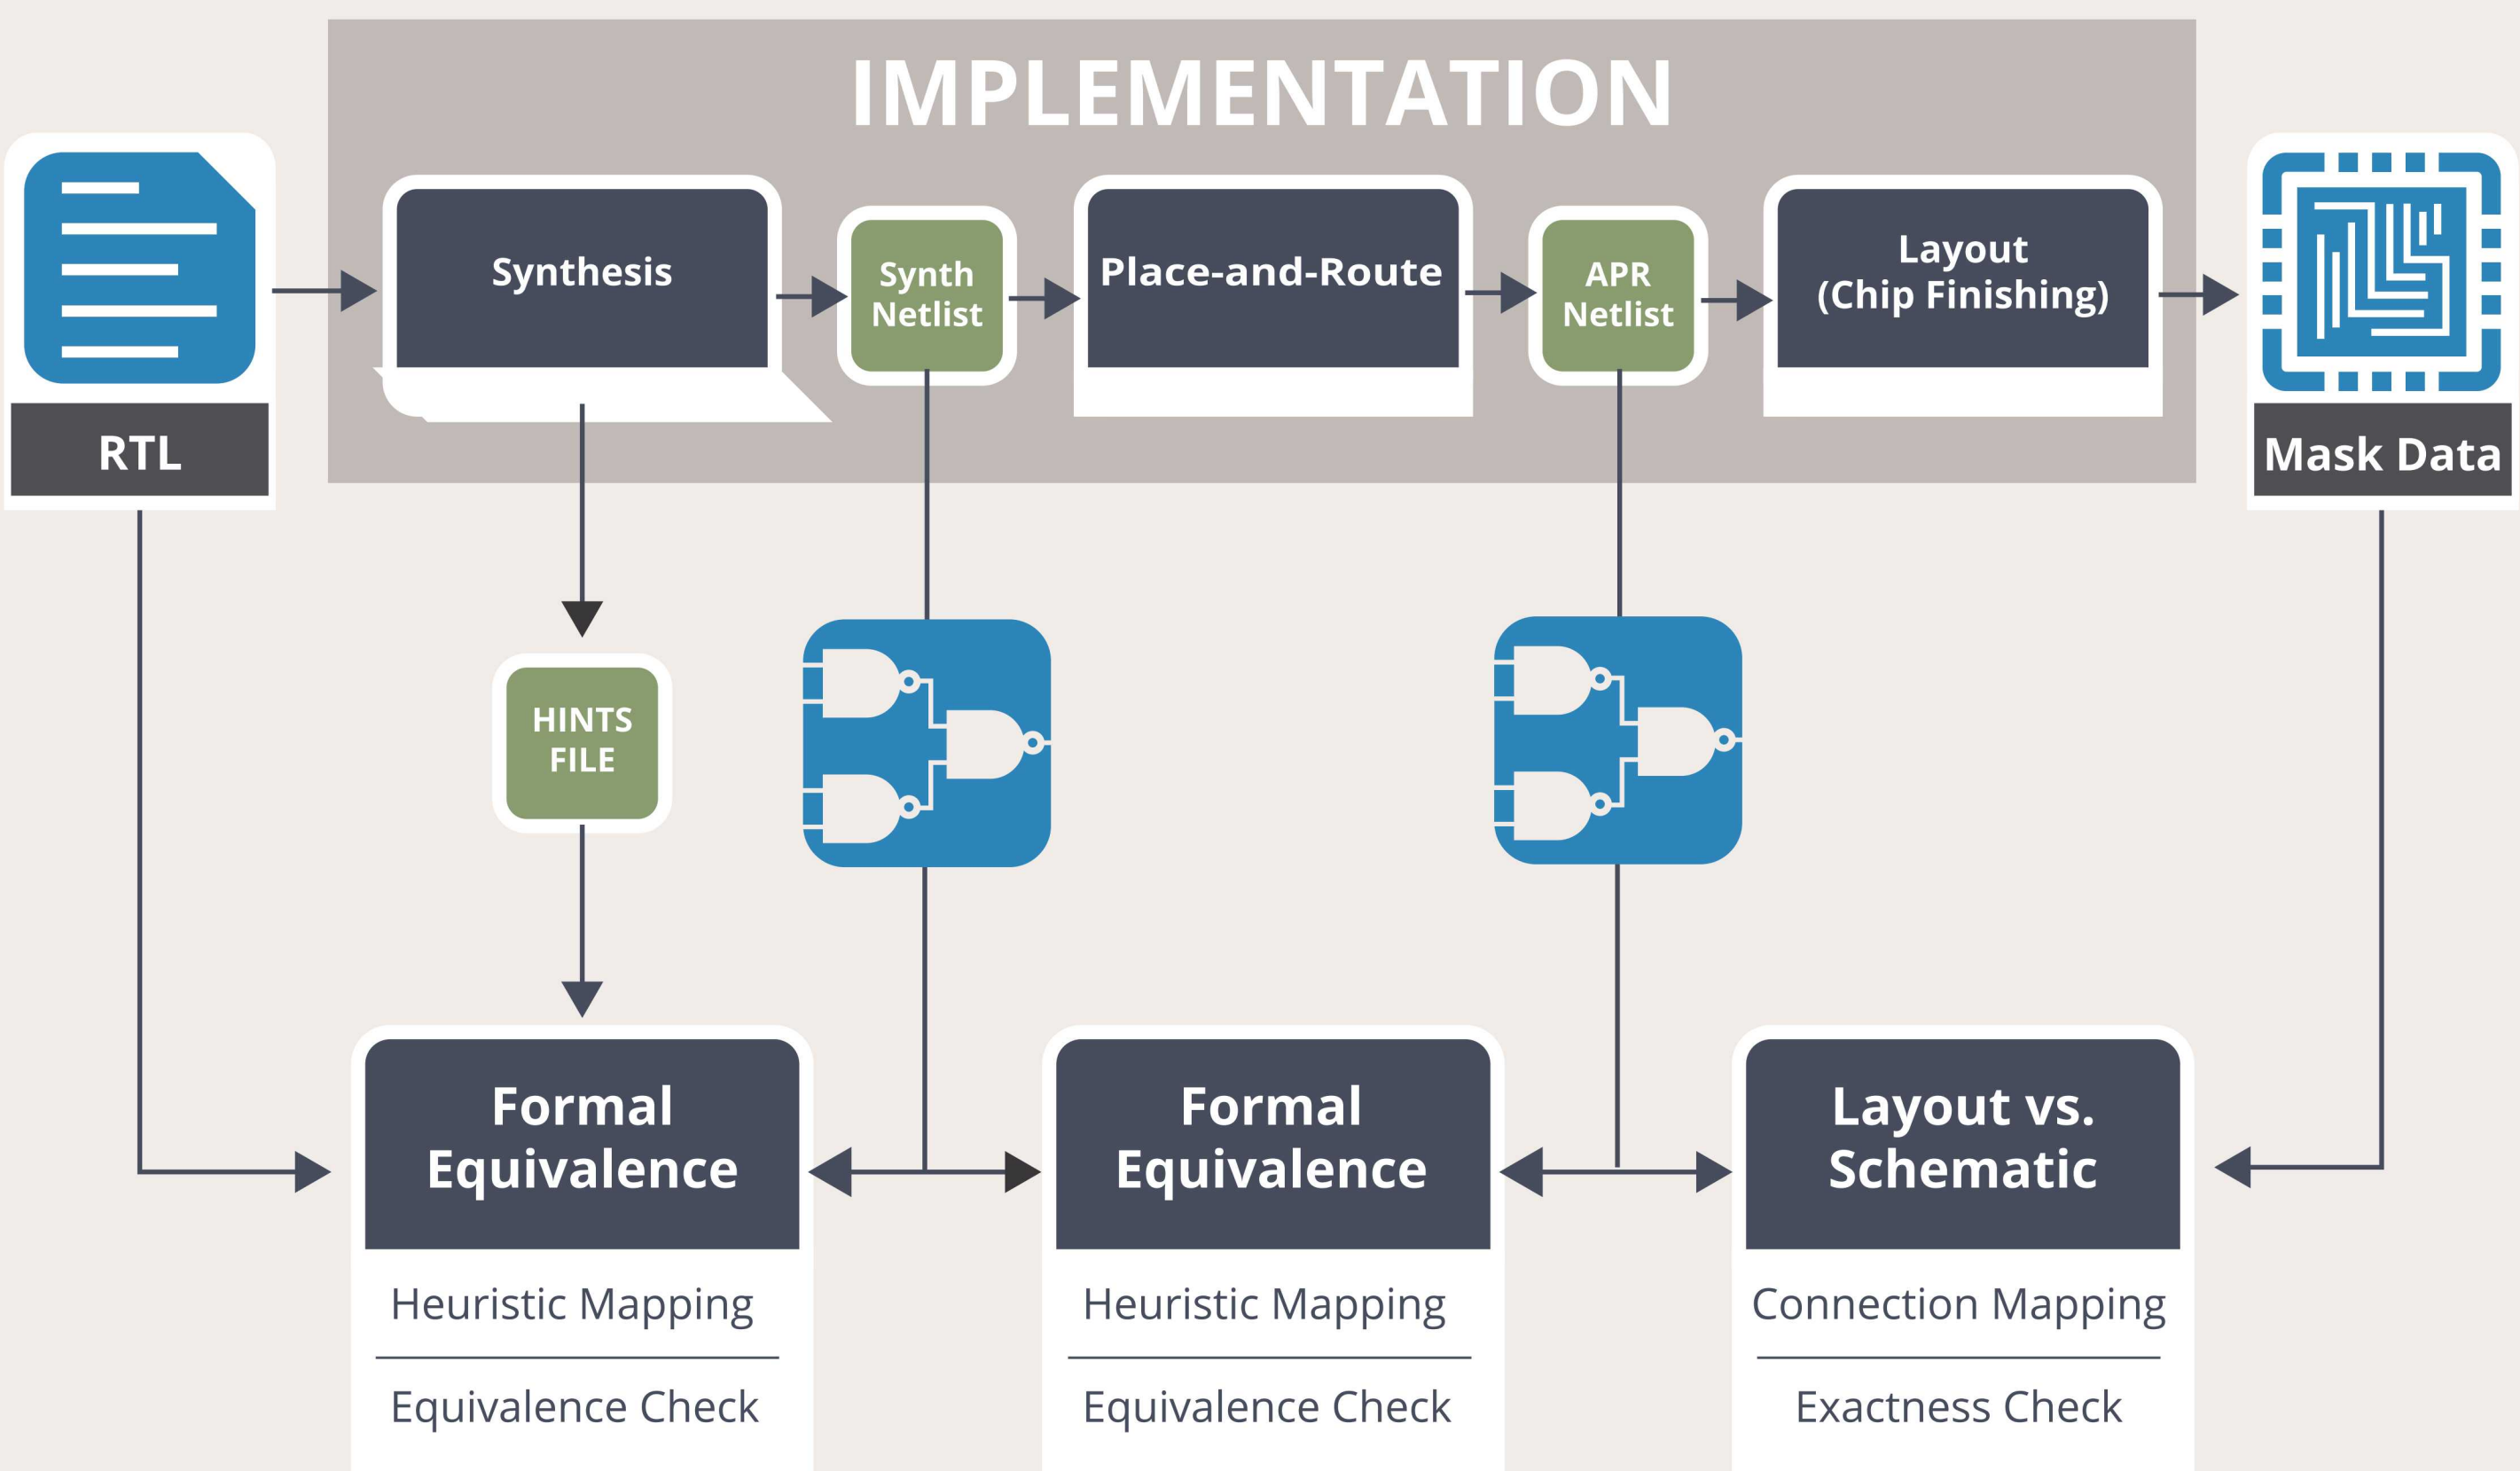 IMPLEMENTATION
RTL
Synthesis
Synth
Netlist
Place-and-Route
APR
Netlist
Layout
(Chip Finishing)
Mask Data
HINTS
FILE
Formal
Equivalence
Heuristic Mapping
Equivalence Check
Formal
Equivalence
Heuristic Mapping
Equivalence Check
Layout vs.
Schematic
Connection Mapping
Exactness Check